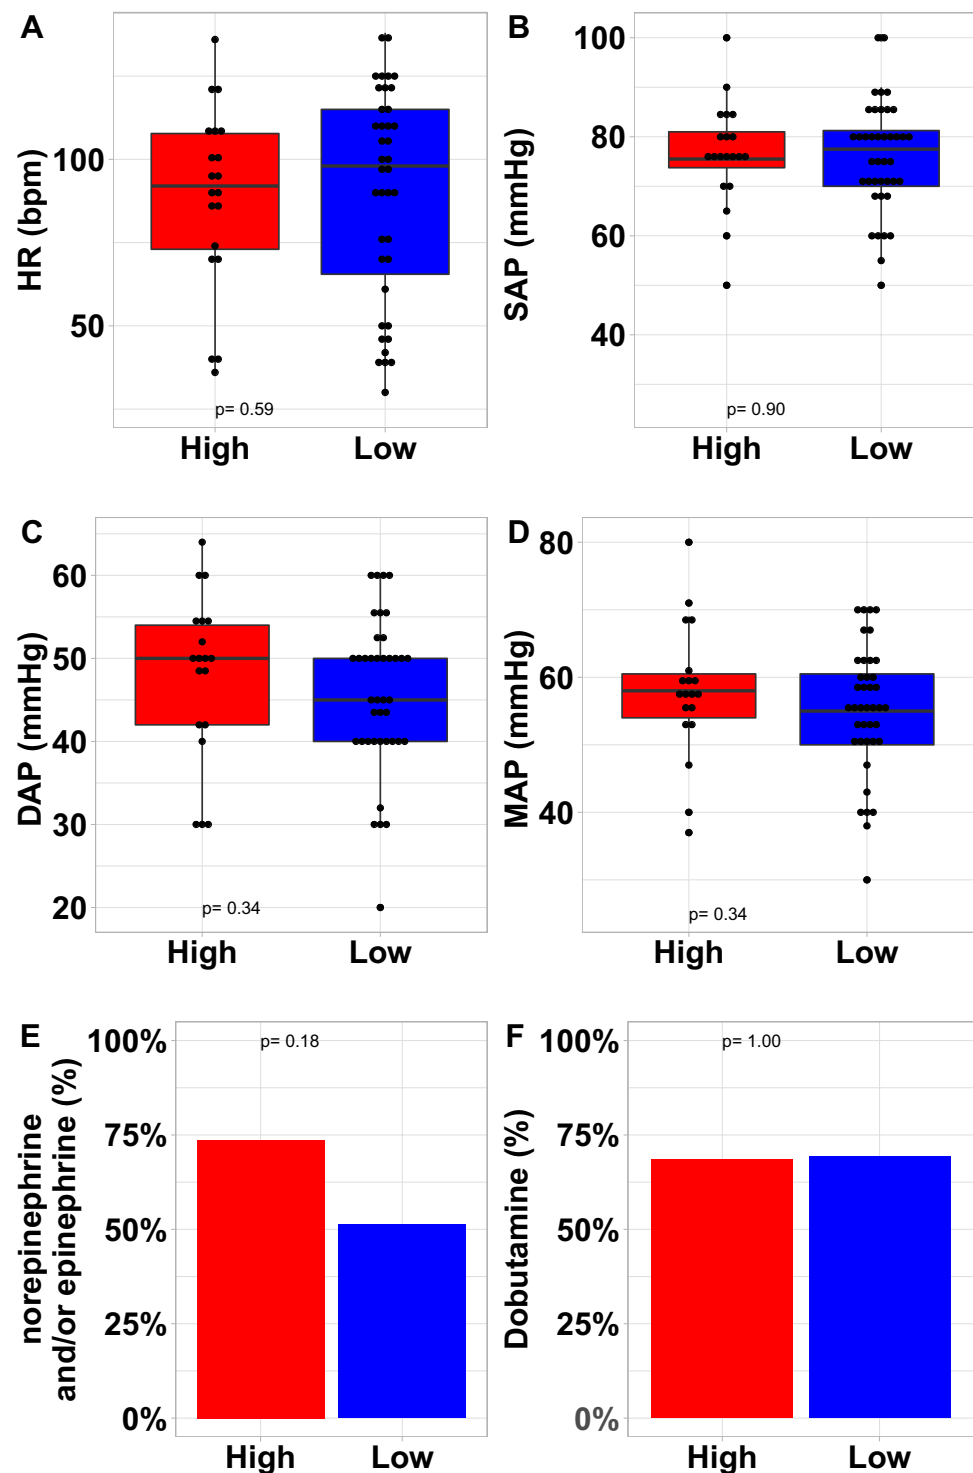 A
HR (bpm)
100
50
p= 0.59
High Low
B
SAP (mmHg)
100
80
60
40
p= 0.90
High Low
C
DAP (mmHg)
60
50
40
30
20
p= 0.34
High Low
D
MAP (mmHg)
80
60
40
p= 0.34
High Low
E
norepinephrine
and/or epinephrine (%)
100%
75%
50%
25%
0%
p= 0.18
High Low
F
Dobutamine (%)
100%
75%
50%
25%
0%
p= 1.00
High Low